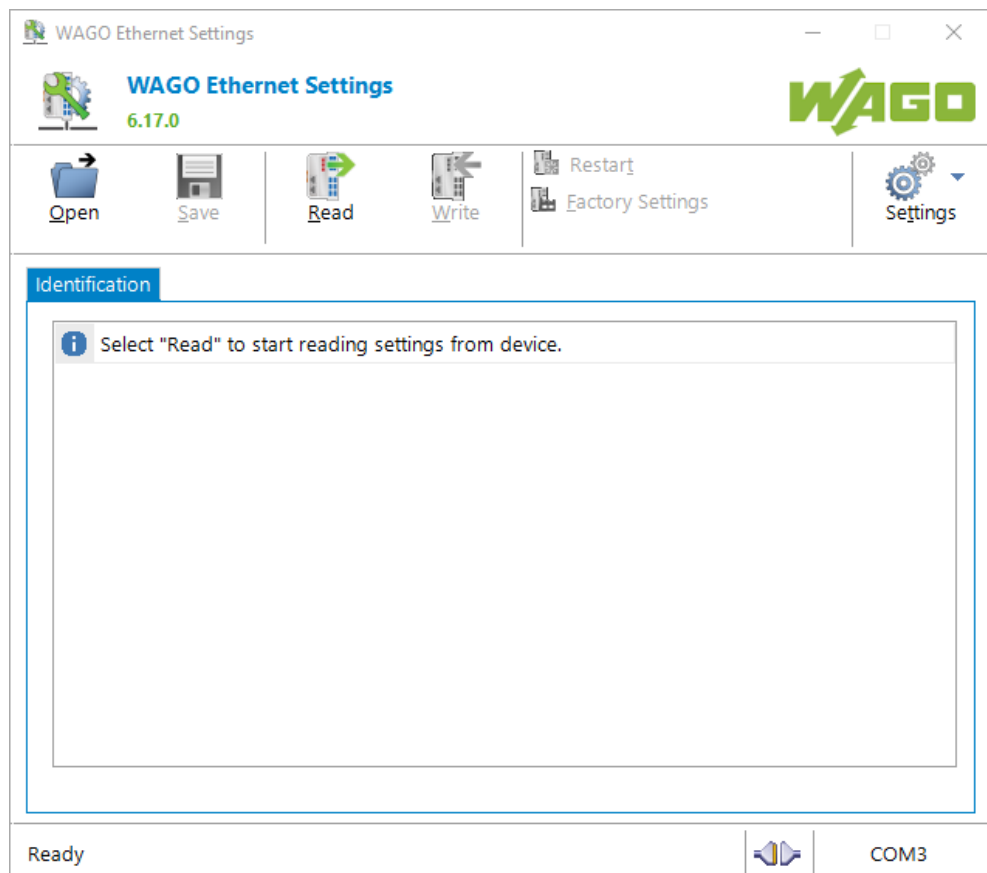 WAGO Ethernet Settings
WAGO Ethernet Settings
6.17.0
WAGO
Open
Save
Read
Write
Restart
Factory Settings
Settings
Identification
Select "Read" to start reading settings from device.
Ready
COM3